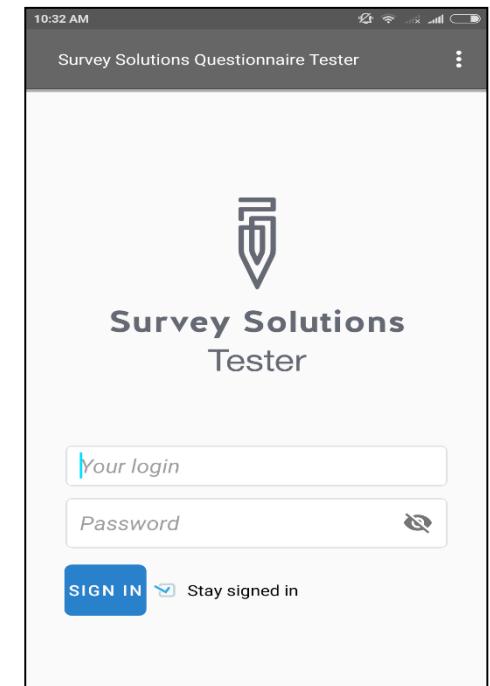 10:32 AM
Survey Solutions Questionnaire Tester
Survey Solutions
Tester
Your login
Password
SIGN IN Stay signed in